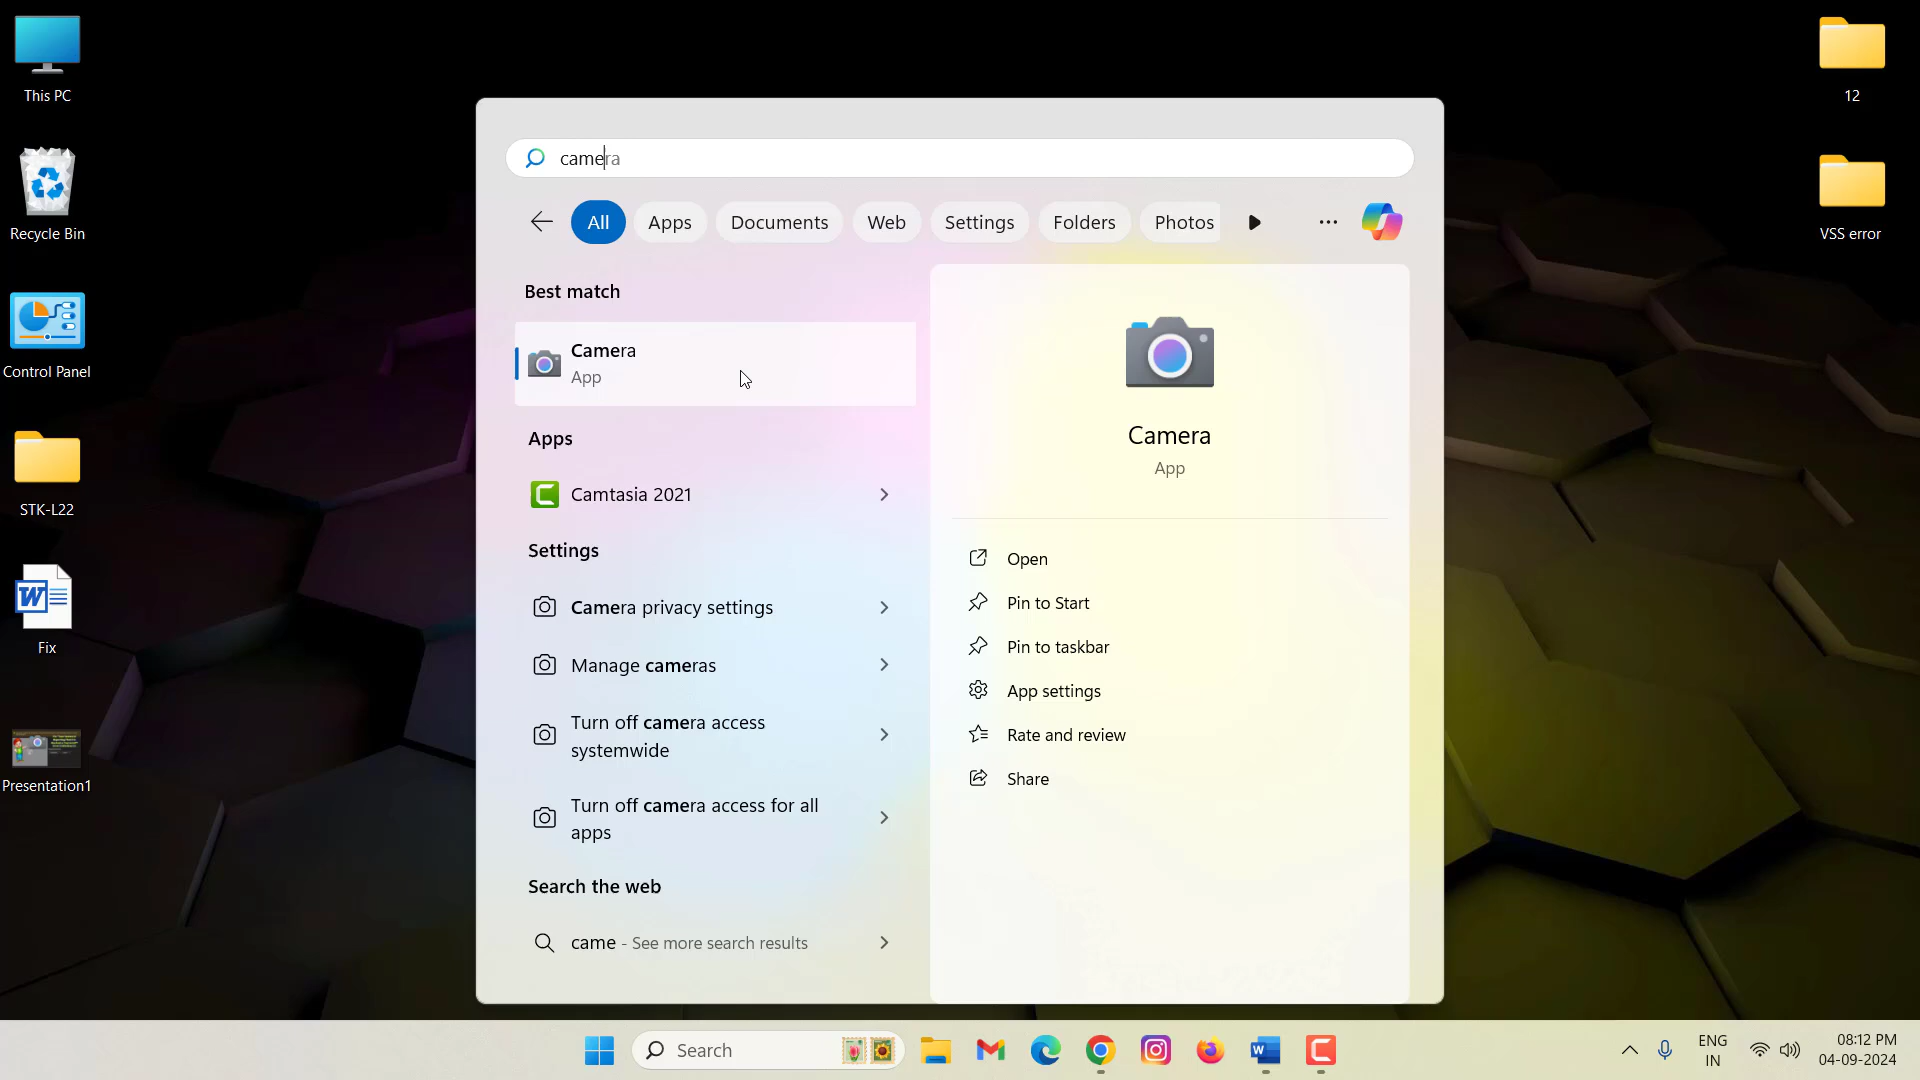 This PC
Recycle Bin
Control Panel
STK-L22
Fix
Presentation1
12
VSS error
camera
All
Apps
Documents
Web
Settings
Folders
Photos
Best match
Camera
App
Apps
Camtasia 2021
Settings
Camera privacy settings
Manage cameras
Turn off camera access
systemwide
Turn off camera access for all
apps
Search the web
came - See more search results
Camera
App
Open
Pin to Start
Pin to taskbar
App settings
Rate and review
Share
Search
ENG
IN
08:12 PM
04-09-2024